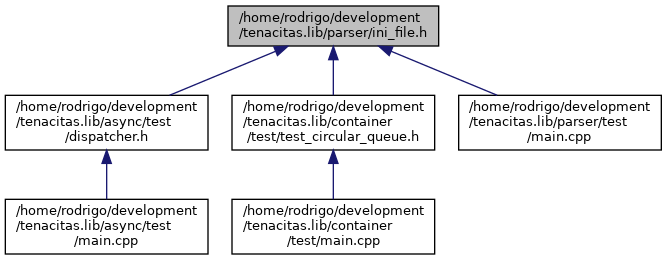 /home/rodrigo/development
tenacitas.lib/parser/ini_file.h
/home/rodrigo/development
/tenacitas.lib/async/test
/dispatcher.h
/home/rodrigo/development
/tenacitas.lib/container
/test/test_circular_queue.h
/home/rodrigo/development
/tenacitas.lib/parser/test
/main.cpp
/home/rodrigo/development
/tenacitas.lib/async/test
/main.cpp
/home/rodrigo/development
/tenacitas.lib/container
/test/main.cpp